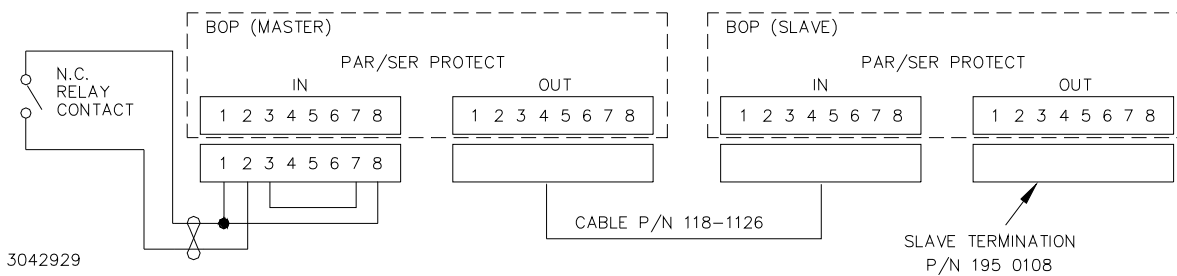 BOP (MASTER)
BOP (SLAVE)
PAR/SER PROTECT
PAR/SER PROTECT
N.C.
RELAY
CONTACT
IN
OUT
IN
OUT
1 2 3 4 5 6 7 8
1 2 3 4 5 6 7 8
1 2 3 4 5 6 7 8
1 2 3 4 5 6 7 8
1 2 3 4 5 6 7 8
CABLE P/N 118-1126
SLAVE TERMINATION
P/N 195 0108
3042929